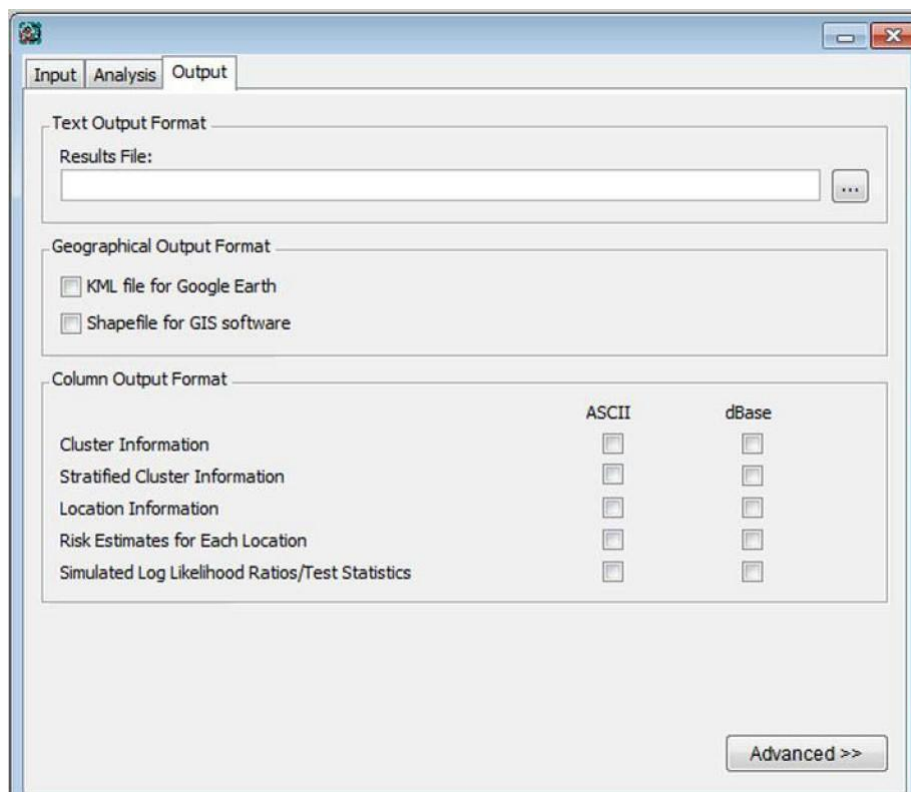 Input Analysis Output
Text Output Format
Results File:
...
Geographical Output Format
KML file for Google Earth
Shapefile for GIS software
Column Output Format
ASCII dBase
Cluster Information
Stratified Cluster Information
Location Information
Risk Estimates for Each Location
Simulated Log Likelihood Ratios/Test Statistics
Advanced >>